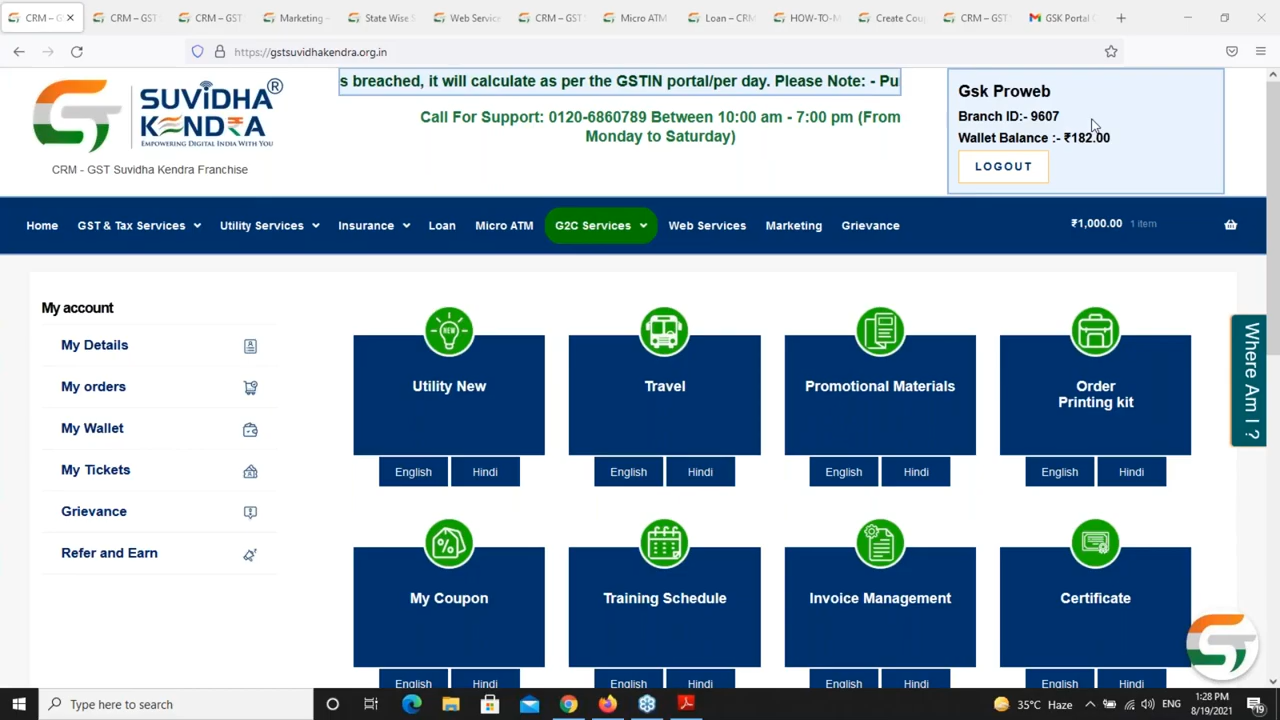 CRM – G
CRM – GST
CRM – GST
Marketing –
State Wise S
Web Service
CRM – GST
Micro ATM
Loan – CRM
HOW-TO-M
Create Coup
CRM – GST
GSK Portal
https://gstsuvidhakendra.org.in
SUVIDHA®
KENDRA
EMPOWERING DIGITAL INDIA WITH YOU
CRM - GST Suvidha Kendra Franchise
s breached, it will calculate as per the GSTIN portal/per day. Please Note: - Pu
Call For Support: 0120-6860789 Between 10:00 am - 7:00 pm (From
Monday to Saturday)
Gsk Proweb
Branch ID:- 9607
Wallet Balance :- ₹182.00
LOGOUT
Home GST & Tax Services Utility Services Insurance Loan Micro ATM G2C Services Web Services Marketing Grievance ₹1,000.00 1 item
My account
My Details
My orders
My Wallet
My Tickets
Grievance
Refer and Earn
NEW
Utility New
English Hindi
Travel
English Hindi
Promotional Materials
English Hindi
Order
Printing kit
English Hindi
My Coupon
English Hindi
Training Schedule
English Hindi
Invoice Management
English Hindi
Certificate
English Hindi
Where Am I ?
Type here to search
35°C Haze
ENG
1:28 PM
8/19/2021
19